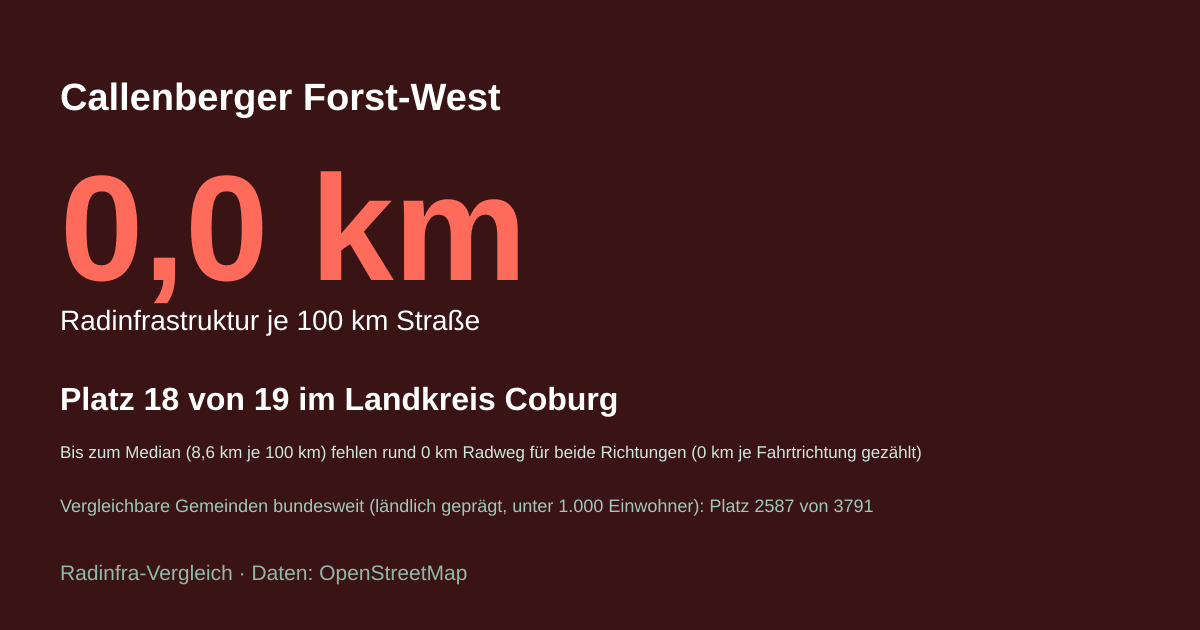 Callenberger Forst-West
0,0 km
Radinfrastruktur je 100 km Straße
Platz 18 von 19 im Landkreis Coburg
Bis zum Median (8,6 km je 100 km) fehlen rund 0 km Radweg für beide Richtungen (0 km je Fahrtrichtung gezählt)
Vergleichbare Gemeinden bundesweit (ländlich geprägt, unter 1.000 Einwohner): Platz 2587 von 3791
Radinfra-Vergleich · Daten: OpenStreetMap